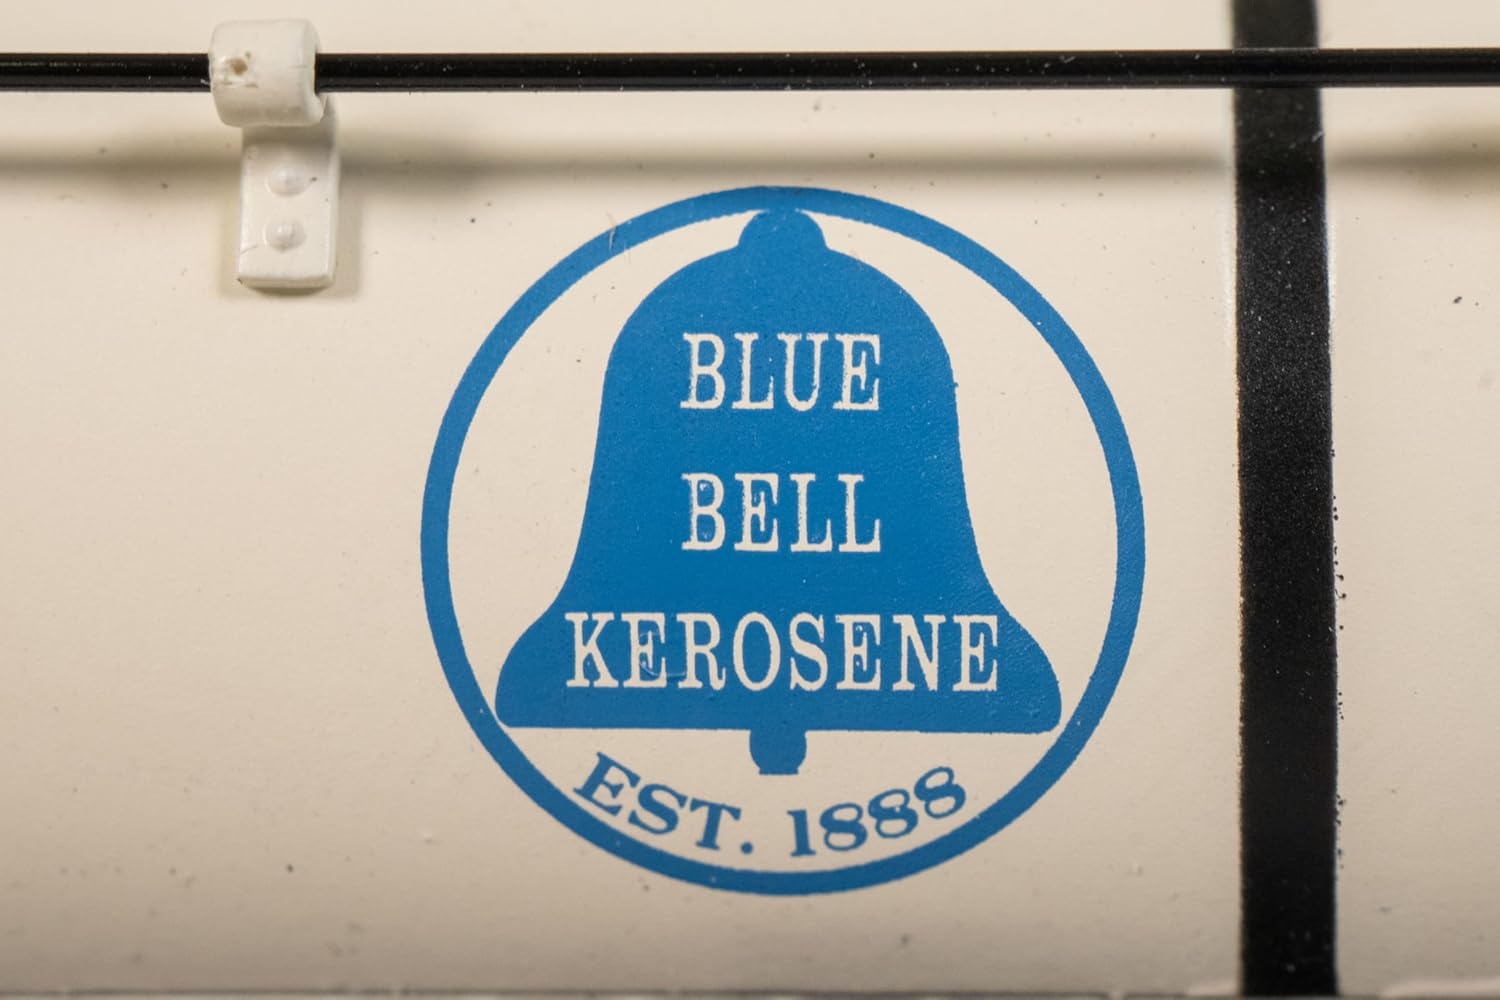 BLUE
BELL
KEROSENE
EST. 1888